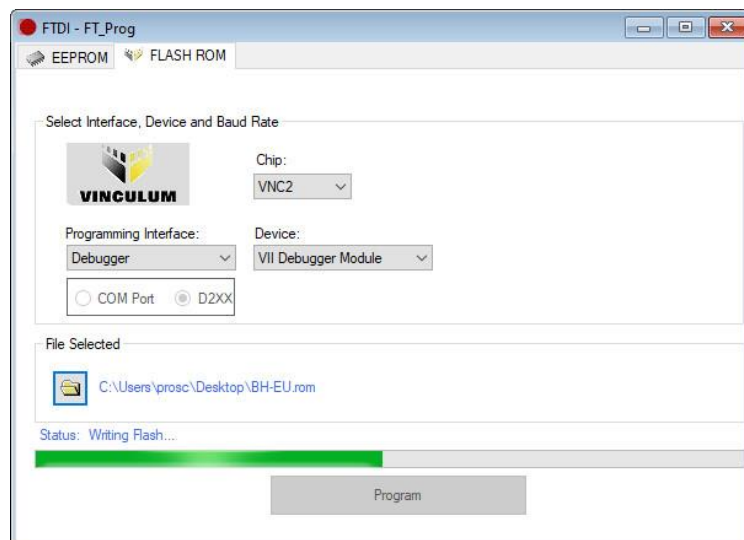 FTDI - FT_Prog
EEPROM FLASH ROM
Select Interface, Device and Baud Rate
VINCULUM
Chip:
VNC2
Programming Interface: Device:
Debugger VII Debugger Module
COM Port D2XX
File Selected
C:\Users\prosc\Desktop\BH-EU.rom
Status: Writing Flash...
Program